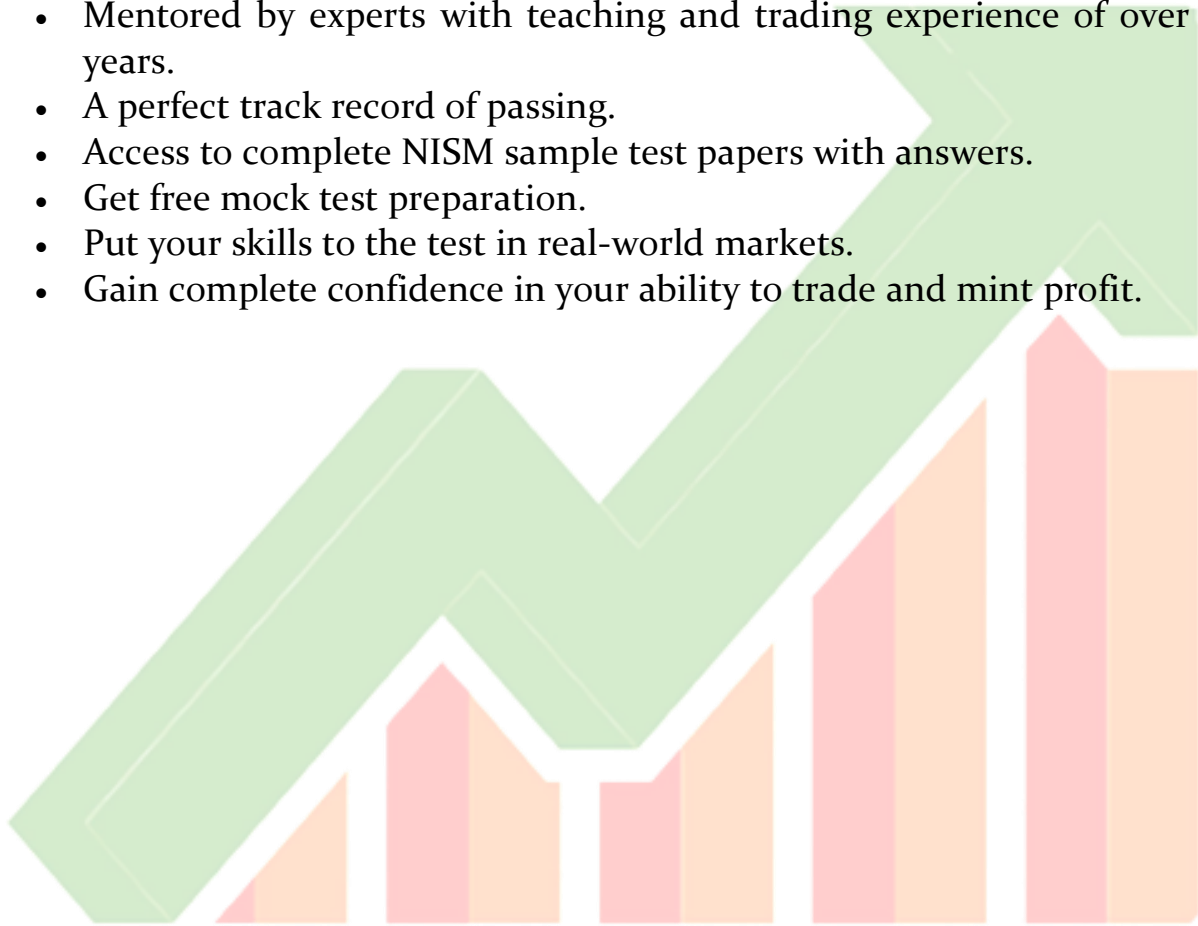 • Mentored by experts with teaching and trading experience of over
years.
• A perfect track record of passing.
• Access to complete NISM sample test papers with answers.
• Get free mock test preparation.
• Put your skills to the test in real-world markets.
• Gain complete confidence in your ability to trade and mint profit.